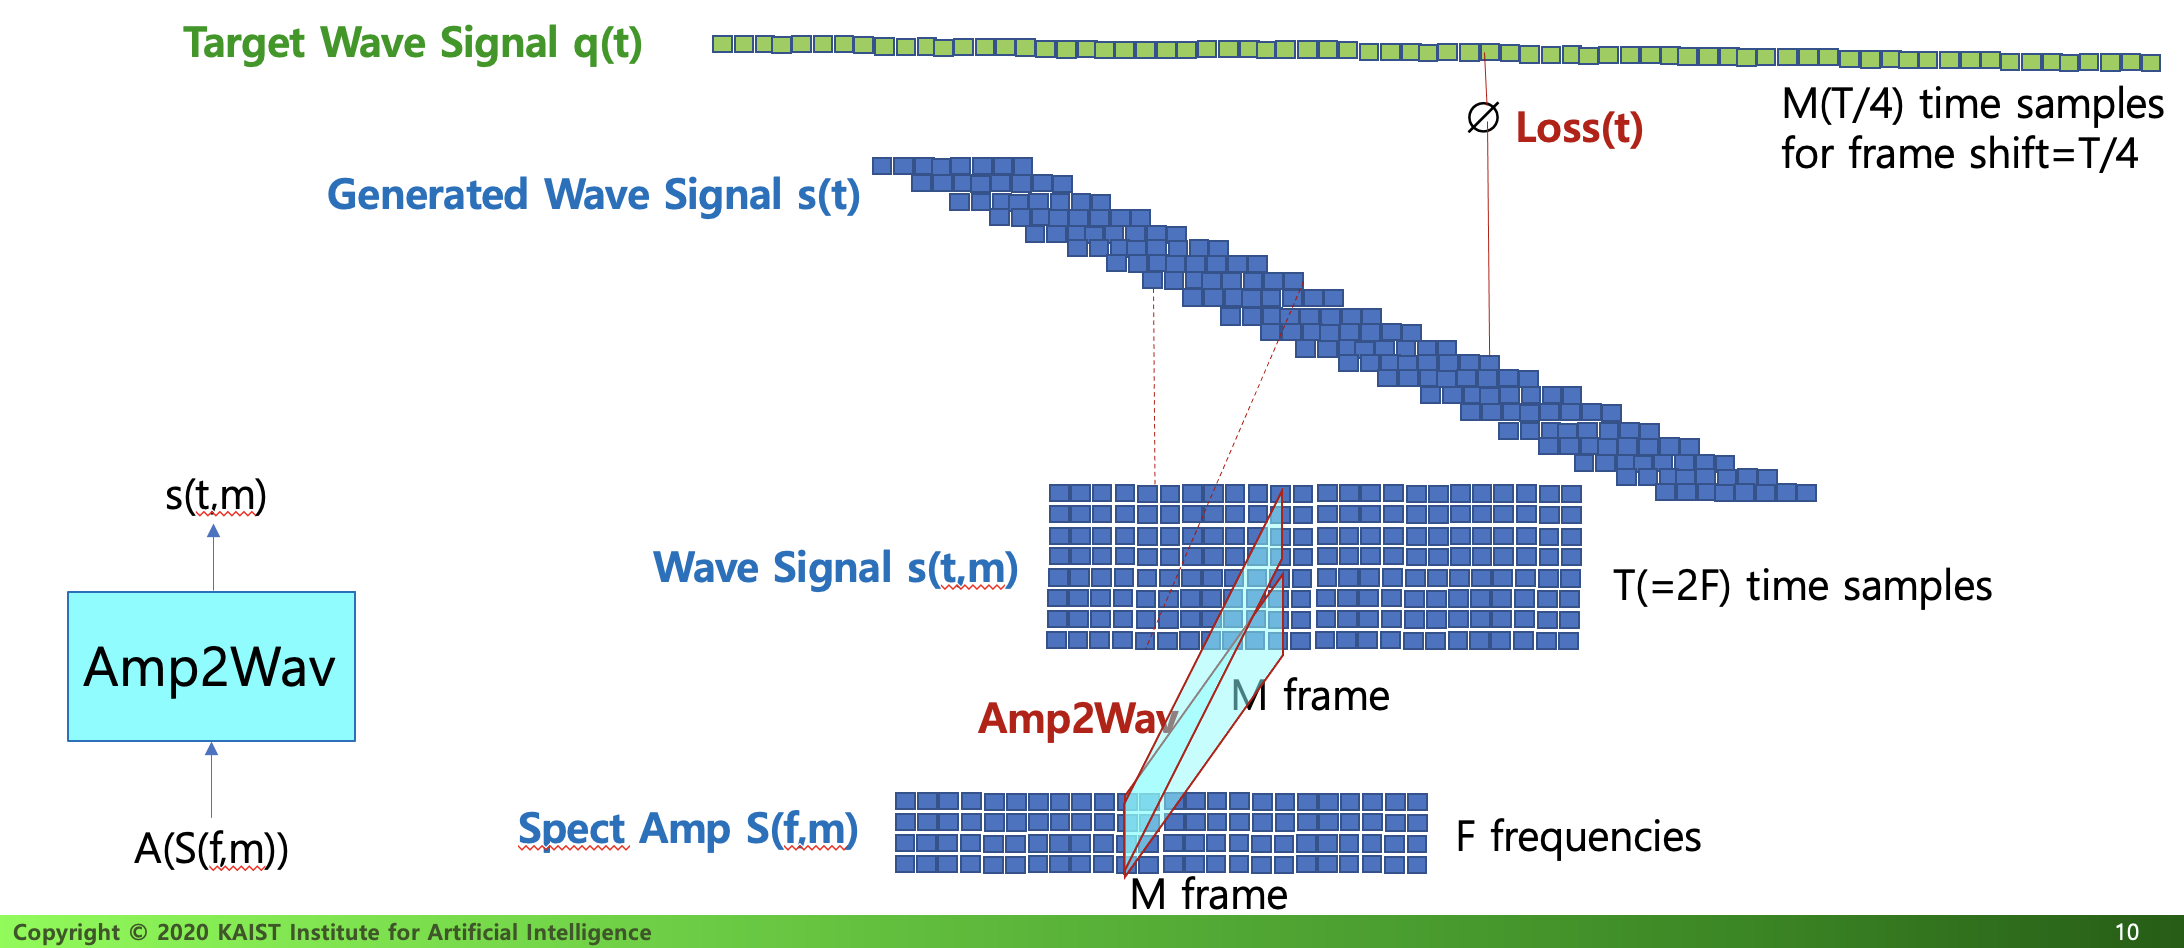 Target Wave Signal q(t)
M(T/4) time samples
for frame shift=T/4
∅ Loss(t)
Generated Wave Signal s(t)
s(t,m)
Wave Signal s(t,m)
T(=2F) time samples
Amp2Wav
M frame
Amp2Wav
Spect Amp S(f,m)
F frequencies
A(S(f,m))
M frame
Copyright © 2020 KAIST Institute for Artificial Intelligence
10